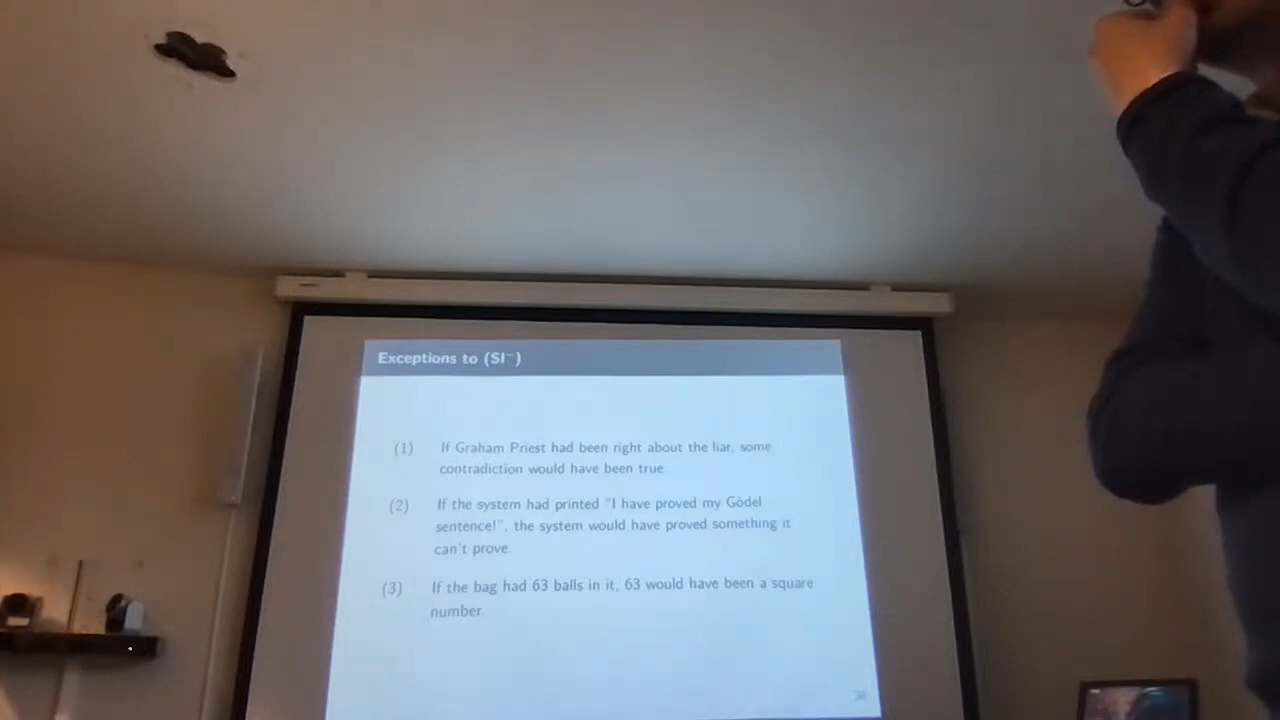 Exceptions to (SI⁻)
(1) If Graham Priest had been right about the liar, some
contradiction would have been true.
(2) If the system had printed "I have proved my Gödel
sentence!", the system would have proved something it
can't prove.
(3) If the bag had 63 balls in it, 63 would have been a square
number.